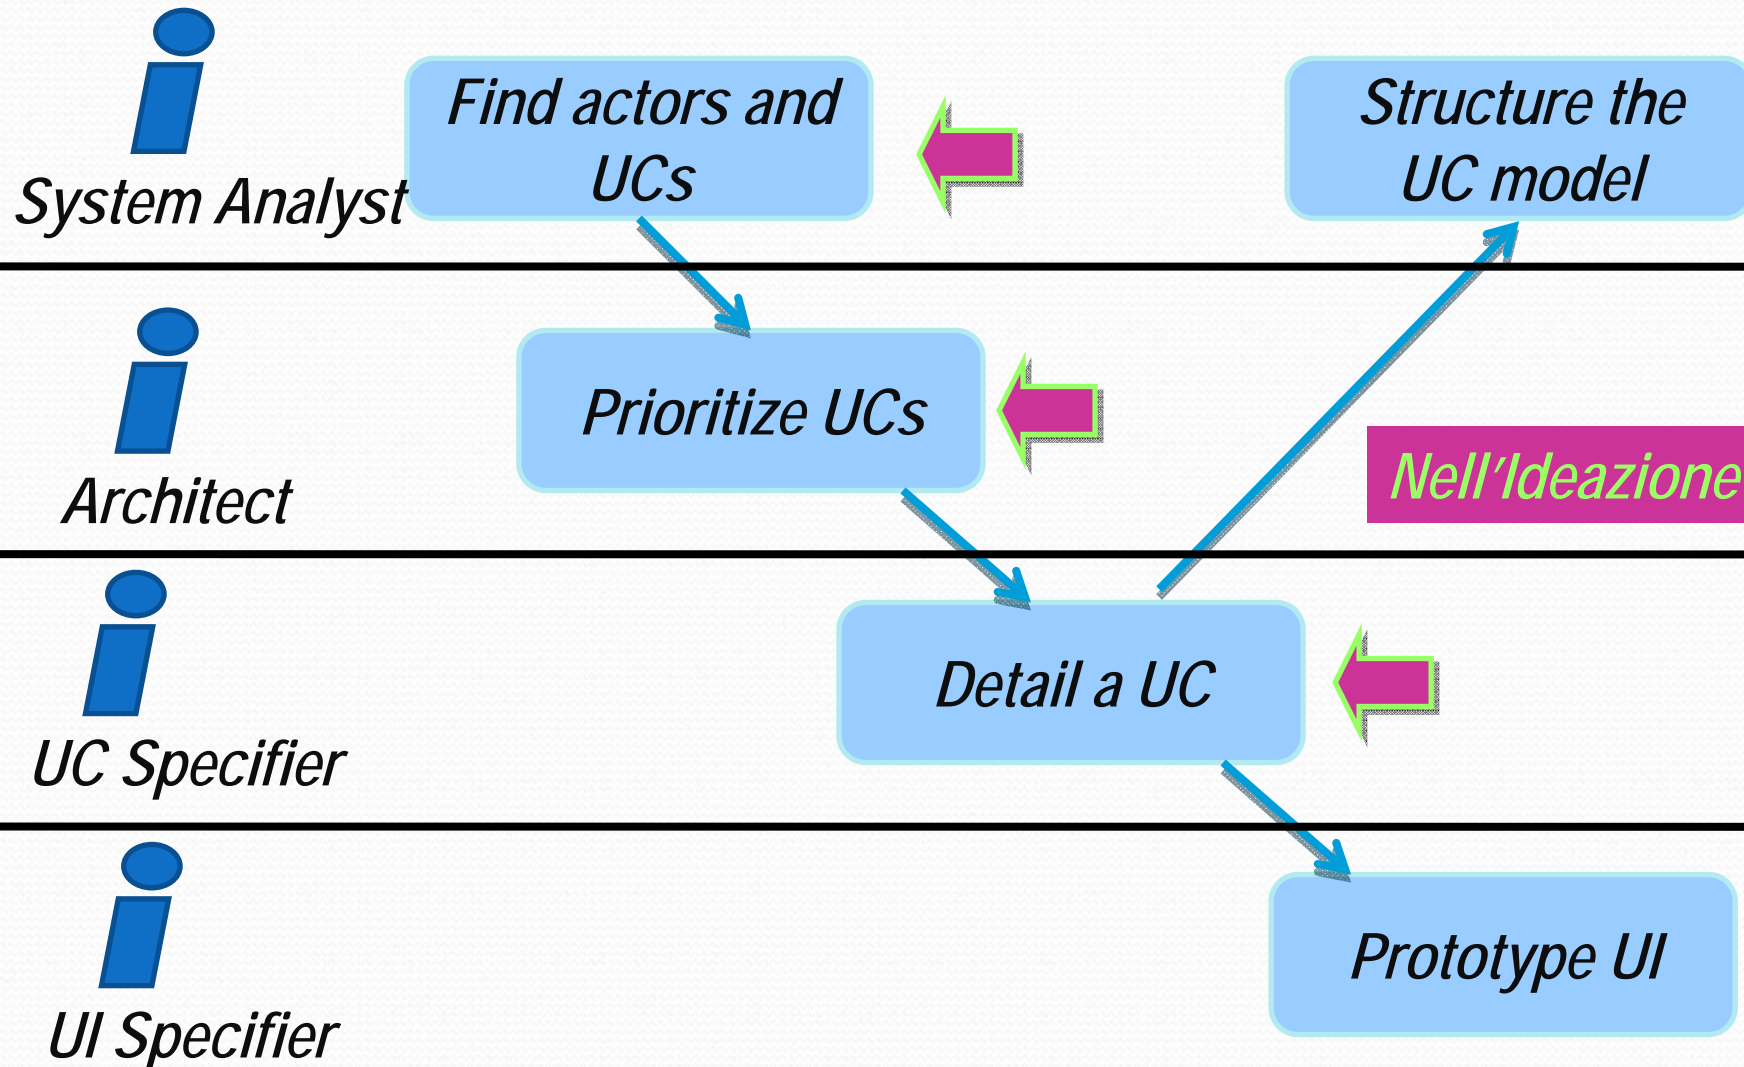 Find actors and
UCs
Structure the
UC model
System Analyst
Prioritize UCs
Architect
Nell'Ideazione
Detail a UC
UC Specifier
Prototype UI
UI Specifier